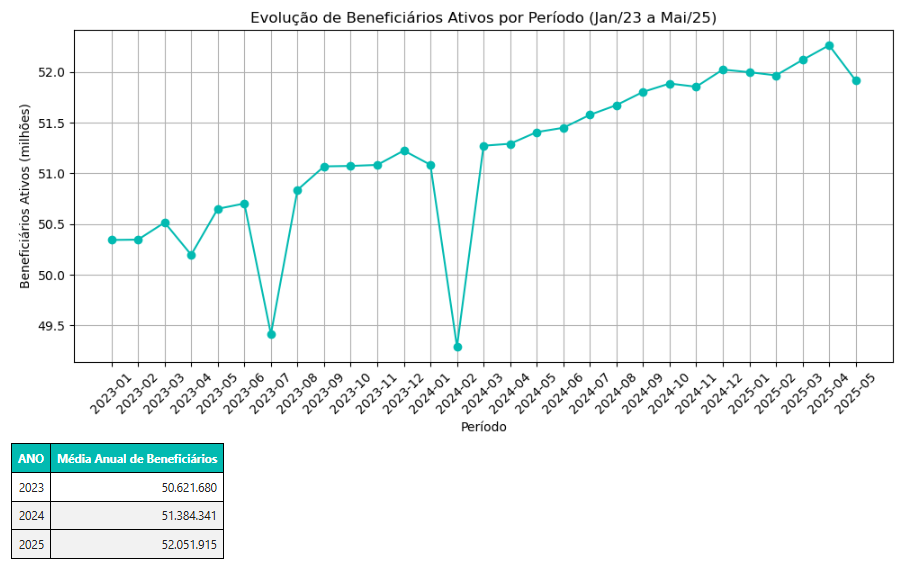 Evolução de Beneficiários Ativos por Período (Jan/23 a Mai/25)
Beneficiários Ativos (milhões)
52.0
51.5
51.0
50.5
50.0
49.5
2023-01 2023-02 2023-03 2023-04 2023-05 2023-06 2023-07 2023-08 2023-09 2023-10 2023-11 2023-12 2024-01 2024-02 2024-03 2024-04 2024-05 2024-06 2024-07 2024-08 2024-09 2024-10 2024-11 2024-12 2025-01 2025-02 2025-03 2025-04 2025-05
Período
ANO Média Anual de Beneficiários
2023 50.621.680
2024 51.384.341
2025 52.051.915